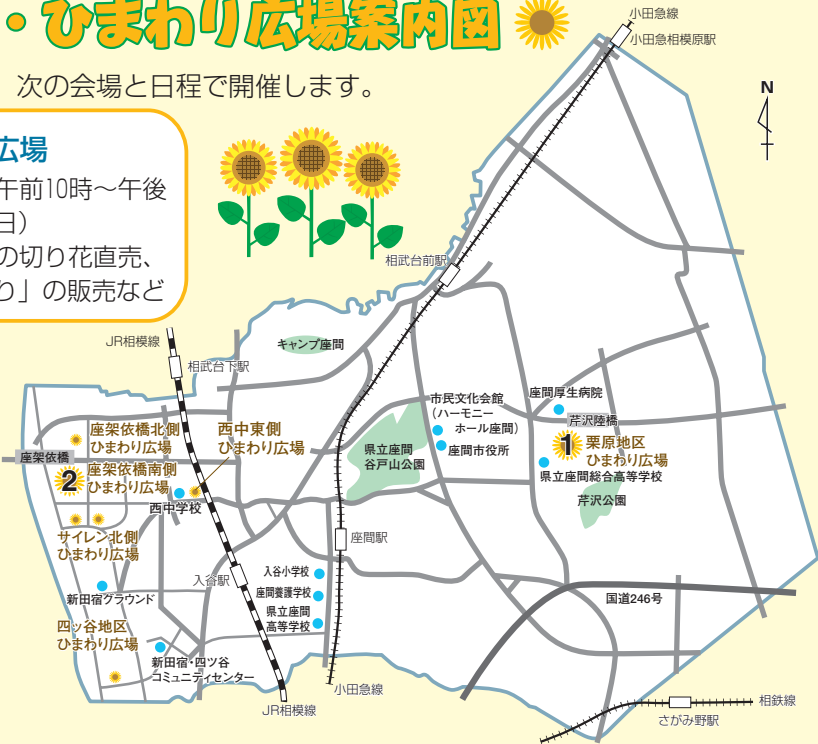 ・ひまわり広場案内図
次の会場と日程で開催します。
広場
午前10時～午後
日）
の切り花直売、
り」の販売など
小田急線
小田急相模原駅
N
相武台前駅
JR相模線
相武台下駅
キャンプ座間
市民文化会館
（ハーモニー
ホール座間）
座間市役所
座間厚生病院
芹沢陸橋
1
栗原地区
ひまわり広場
県立座間総合高等学校
芹沢公園
県立座間
谷戸山公園
座架依橋北側
ひまわり広場
西中東側
ひまわり広場
座架依橋
2
座架依橋南側
ひまわり広場
西中学校
サイレン北側
ひまわり広場
座間駅
入谷駅
入谷小学校
座間養護学校
県立座間
高等学校
新田宿グラウンド
国道246号
四ッ谷地区
ひまわり広場
新田宿・四ツ谷
コミュニティセンター
小田急線
JR相模線
相鉄線
さがみ野駅